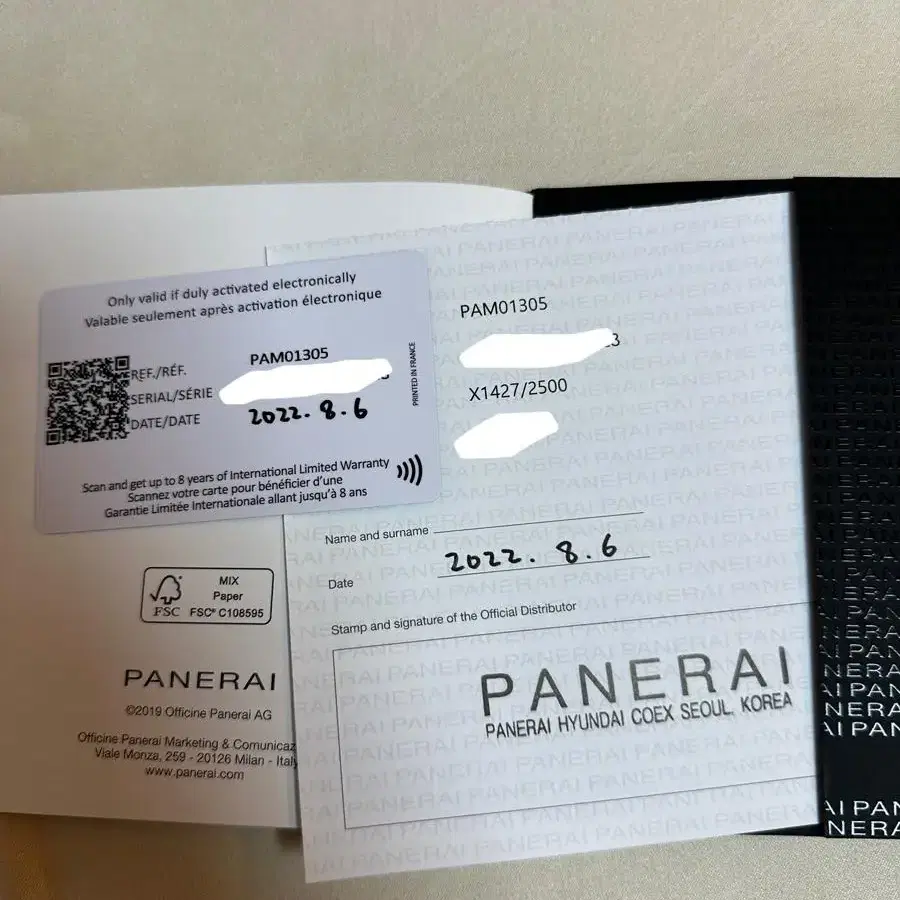 Only valid if duly activated electronically
Valable seulement après activation électronique
REF./RÉF. PAM01305
SERIAL/SÉRIE
DATE/DATE 2022. 8. 6
PRINTED IN FRANCE
Scan and get up to 8 years of International Limited Warranty
Scannez votre carte pour bénéficier d'une
Garantie Limitée Internationale allant jusqu'à 8 ans
FSC
MIX
Paper
FSC® C108595
PANERAI
©2019 Officine Panerai AG
Officine Panerai Marketing & Comunicaz
Viale Monza, 259 - 20126 Milan - Italy
www.panerai.com
PAM01305
3
X1427/2500
Name and surname
Date 2022. 8. 6
Stamp and signature of the Official Distributor
PANERAI
PANERAI HYUNDAI COEX SEOUL. KOREA